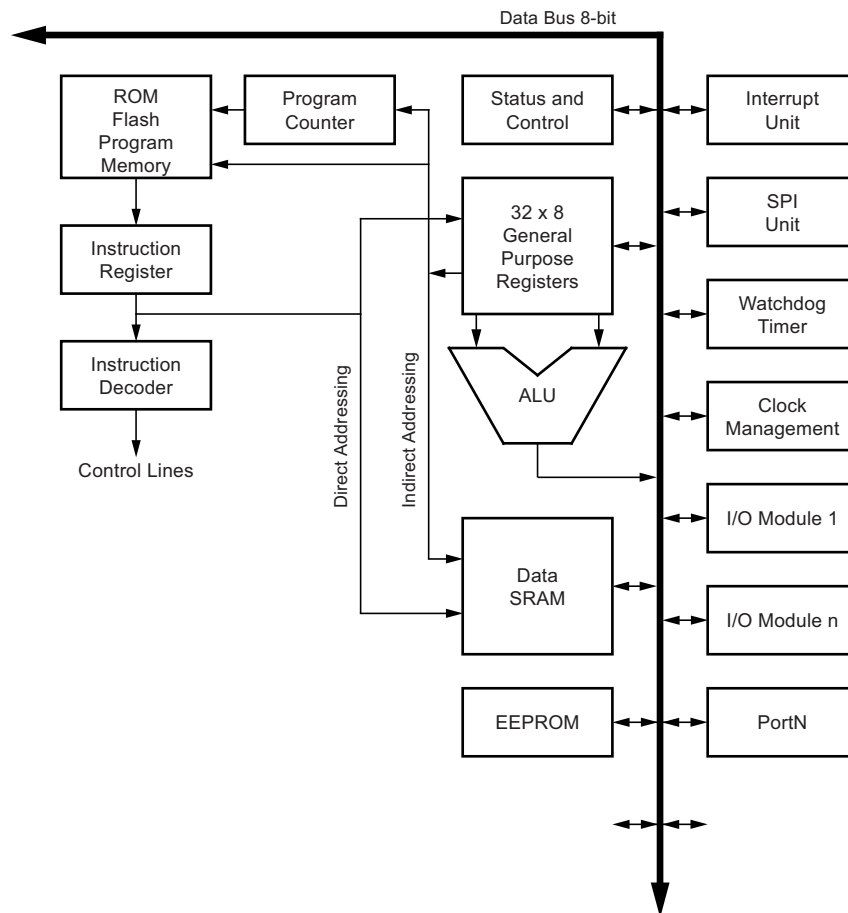 Data Bus 8-bit
ROM
Flash
Program
Memory
Program
Counter
Status and
Control
Interrupt
Unit
32 x 8
General
Purpose
Registers
SPI
Unit
Instruction
Register
Watchdog
Timer
Instruction
Decoder
ALU
Clock
Management
Control Lines
Direct Addressing
Indirect Addressing
I/O Module 1
Data
SRAM
I/O Module n
EEPROM
PortN